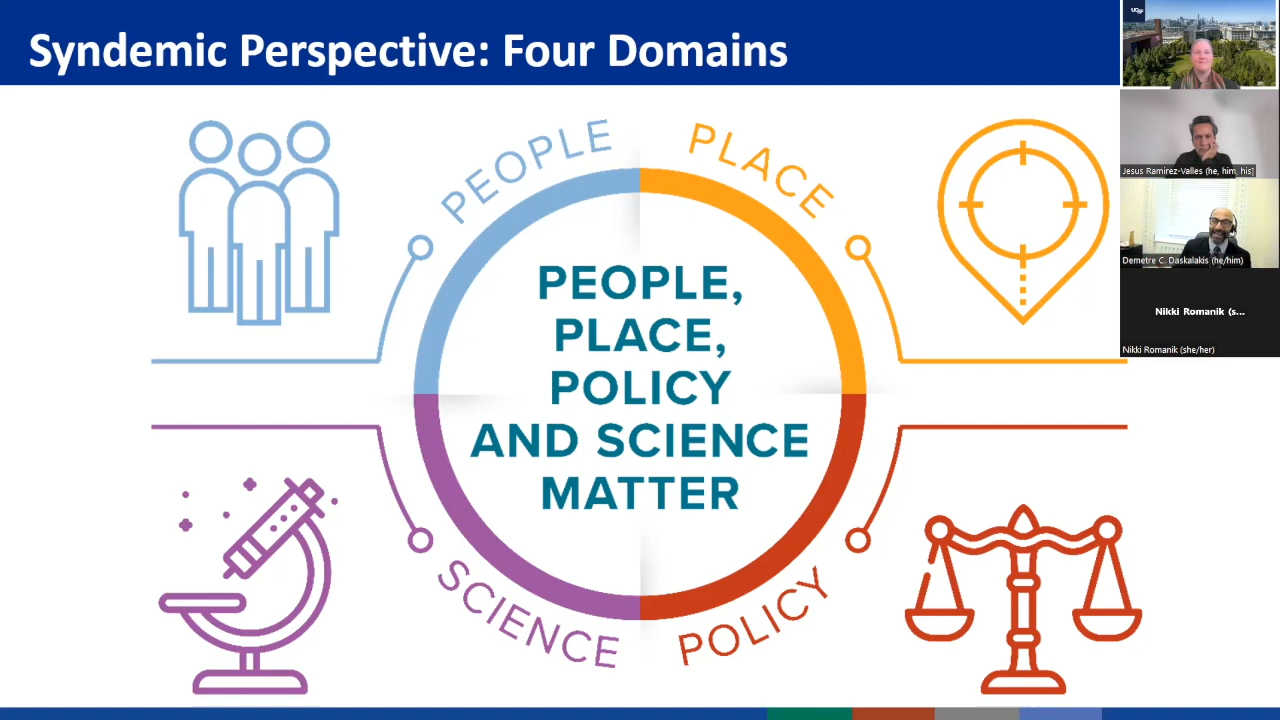 Syndemic Perspective: Four Domains
PEOPLE
PLACE
PEOPLE,
PLACE,
POLICY
AND SCIENCE
MATTER
SCIENCE
POLICY
UCSF
Jesus Ramirez-Valles (he, him, his)
Demetre C. Daskalakis (he/him)
Nikki Romanik (s...
Nikki Romanik (she/her)